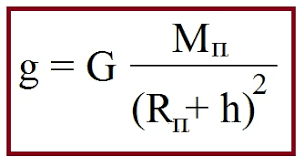 g = G Mп / (Rп + h)²